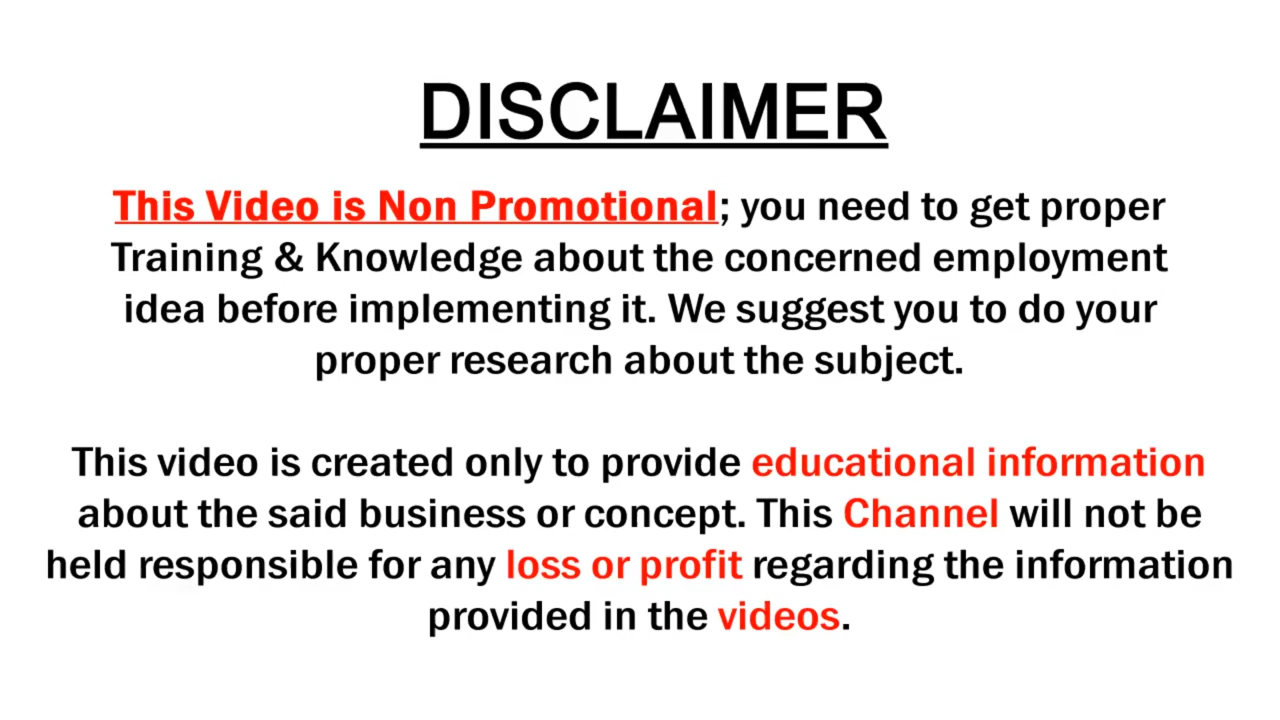 DISCLAIMER
This Video is Non Promotional; you need to get proper
Training & Knowledge about the concerned employment
idea before implementing it. We suggest you to do your
proper research about the subject.
This video is created only to provide educational information
about the said business or concept. This Channel will not be
held responsible for any loss or profit regarding the information
provided in the videos.